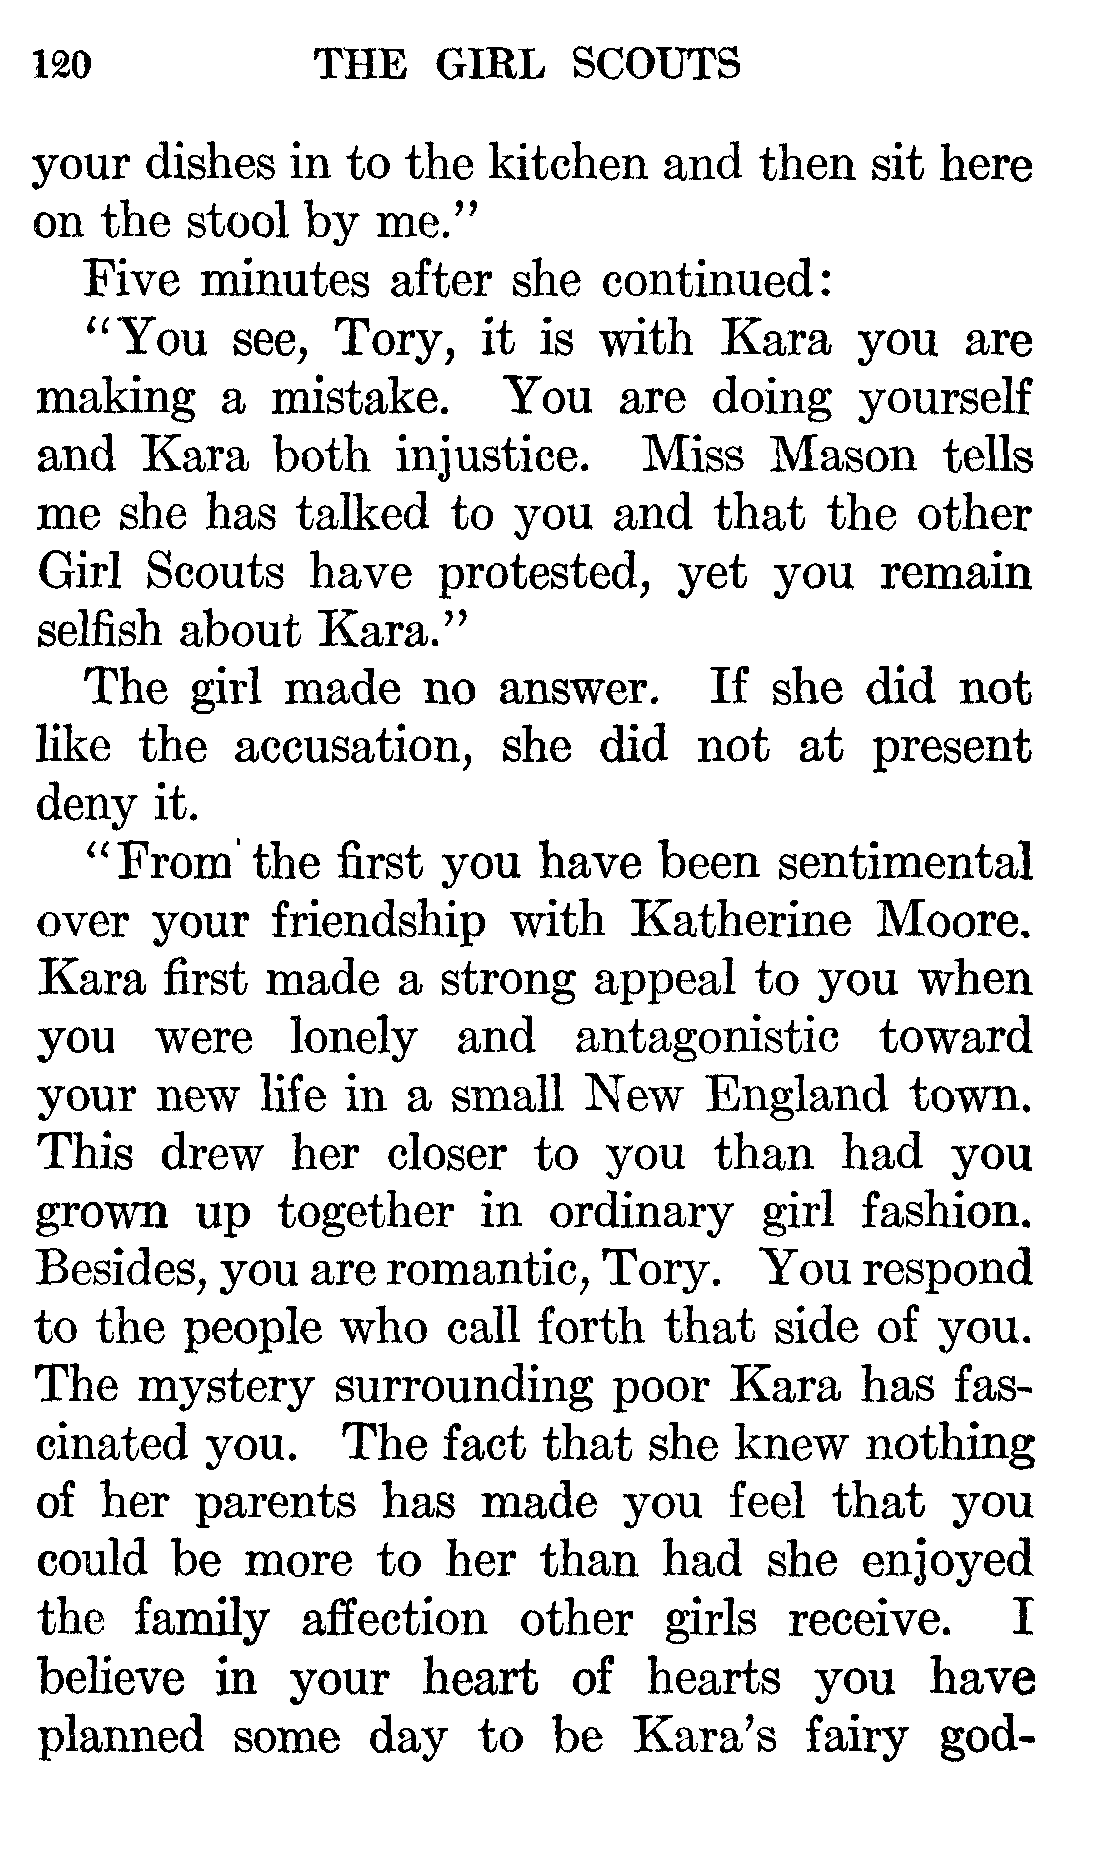 120 THE GIRL SCOUTS
your dishes in to the kitchen and then sit here
on the stool by me."
Five minutes after she continued:
"You see, Tory, it is with Kara you are
making a mistake. You are doing yourself
and Kara both injustice. Miss Mason tells
me she has talked to you and that the other
Girl Scouts have protested, yet you remain
selfish about Kara."
The girl made no answer. If she did not
like the accusation, she did not at present
deny it.
"From the first you have been sentimental
over your friendship with Katherine Moore.
Kara first made a strong appeal to you when
you were lonely and antagonistic toward
your new life in a small New England town.
This drew her closer to you than had you
grown up together in ordinary girl fashion.
Besides, you are romantic, Tory. You respond
to the people who call forth that side of you.
The mystery surrounding poor Kara has fas-
cinated you. The fact that she knew nothing
of her parents has made you feel that you
could be more to her than had she enjoyed
the family affection other girls receive. I
believe in your heart of hearts you have
planned some day to be Kara's fairy god-